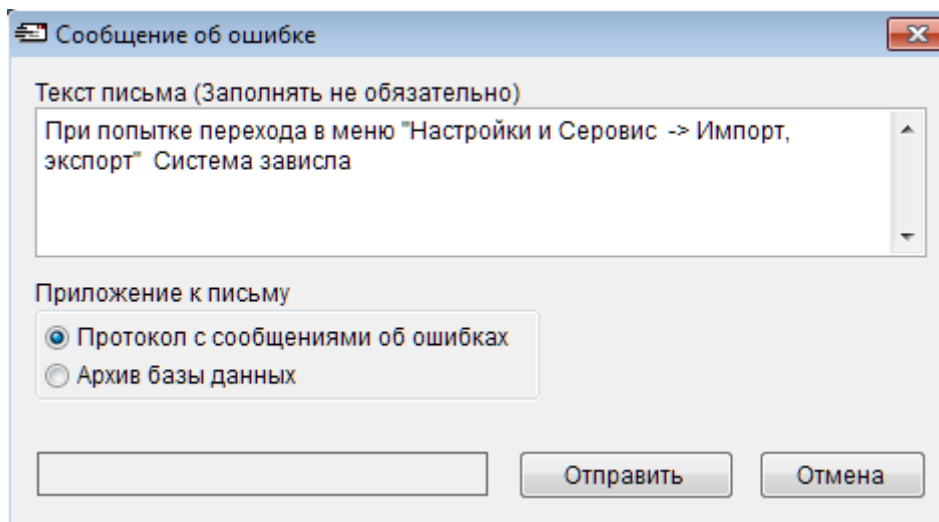 Сообщение об ошибке
Текст письма (Заполнять не обязательно)
При попытке перехода в меню "Настройки и Серовис -> Импорт,
экспорт" Система зависла
Приложение к письму
Протокол с сообщениями об ошибках
Архив базы данных
Отправить
Отмена